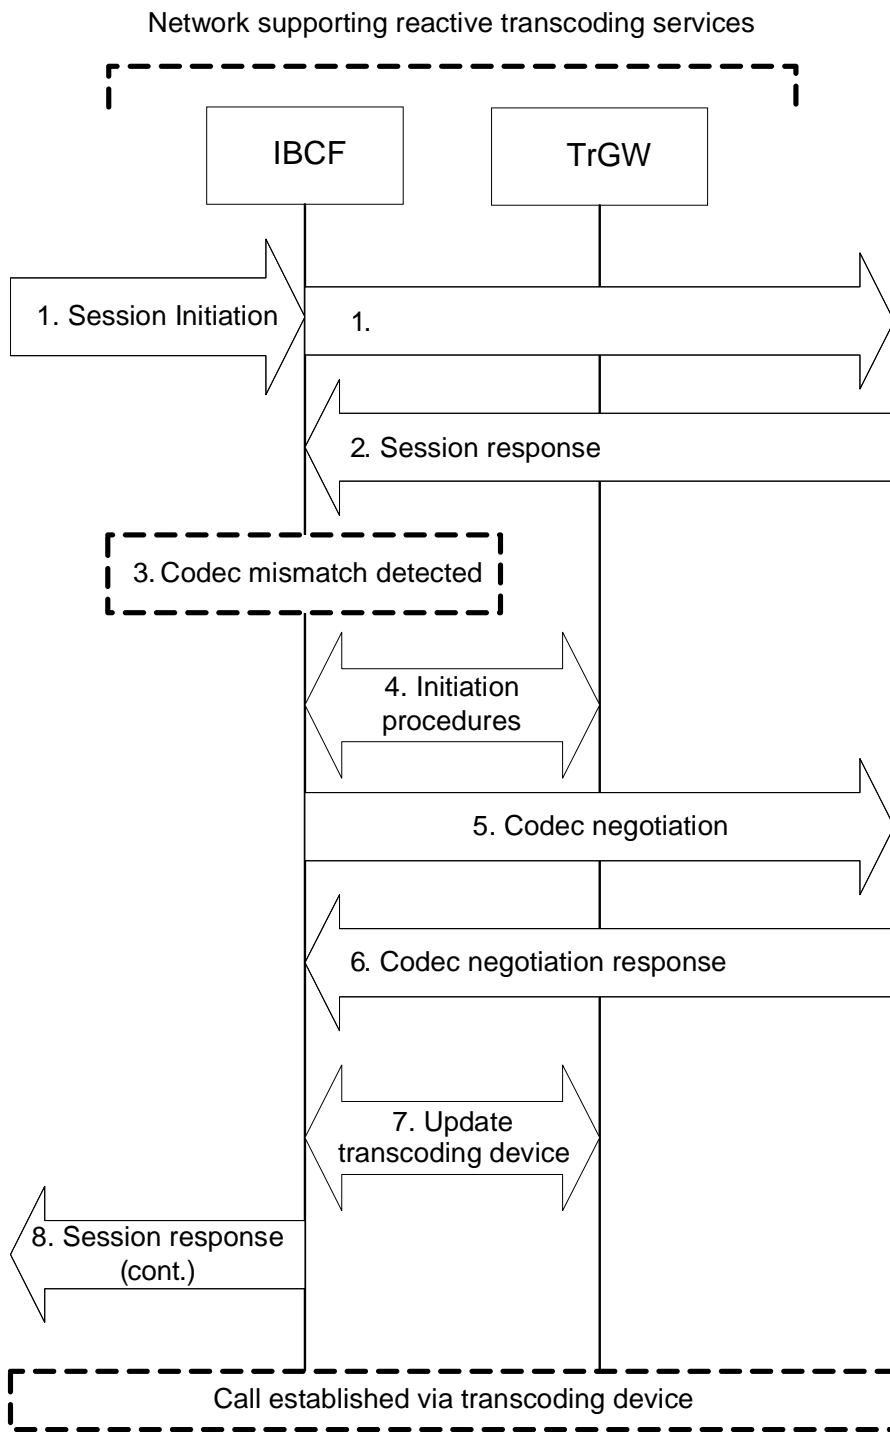 Network supporting reactive transcoding services
IBCF
TrGW
1. Session Initiation
1.
2. Session response
3. Codec mismatch detected
4. Initiation
procedures
5. Codec negotiation
6. Codec negotiation response
7. Update
transcoding device
8. Session response
(cont.)
Call established via transcoding device